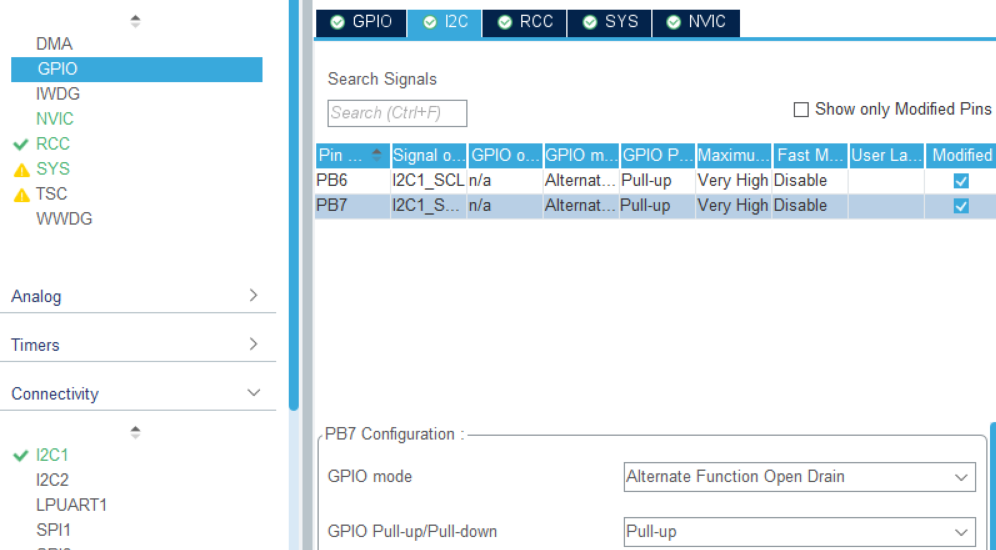 DMA
GPIO
IWDG
NVIC
RCC
SYS
TSC
WWDG
Analog
Timers
Connectivity
I2C1
I2C2
LPUART1
SPI1
GPIO I2C RCC SYS NVIC
Search Signals
Search (Ctrl+F)
Show only Modified Pins
Pin ... Signal o... GPIO o... GPIO m... GPIO P... Maximu... Fast M... User La... Modified
PB6 I2C1_SCL n/a Alternat... Pull-up Very High Disable
PB7 I2C1_S... n/a Alternat... Pull-up Very High Disable
PB7 Configuration :
GPIO mode Alternate Function Open Drain
GPIO Pull-up/Pull-down Pull-up